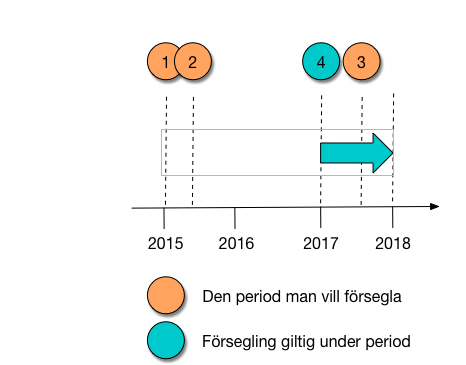 1 2 4 3
2015 2016 2017 2018
Den period man vill försegla
Försegling giltig under period